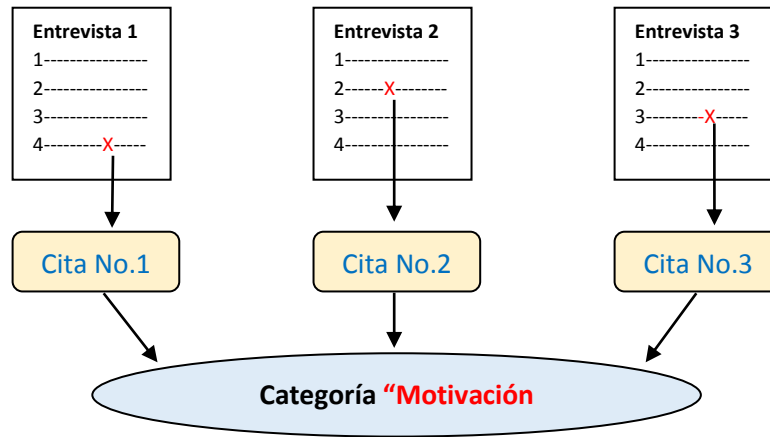 Entrevista 1
1----------------
2----------------
3----------------
4---------X-----
Entrevista 2
1----------------
2------X--------
3----------------
4----------------
Entrevista 3
1----------------
2----------------
3---------X-----
4----------------
Cita No.1
Cita No.2
Cita No.3
Categoría “Motivación